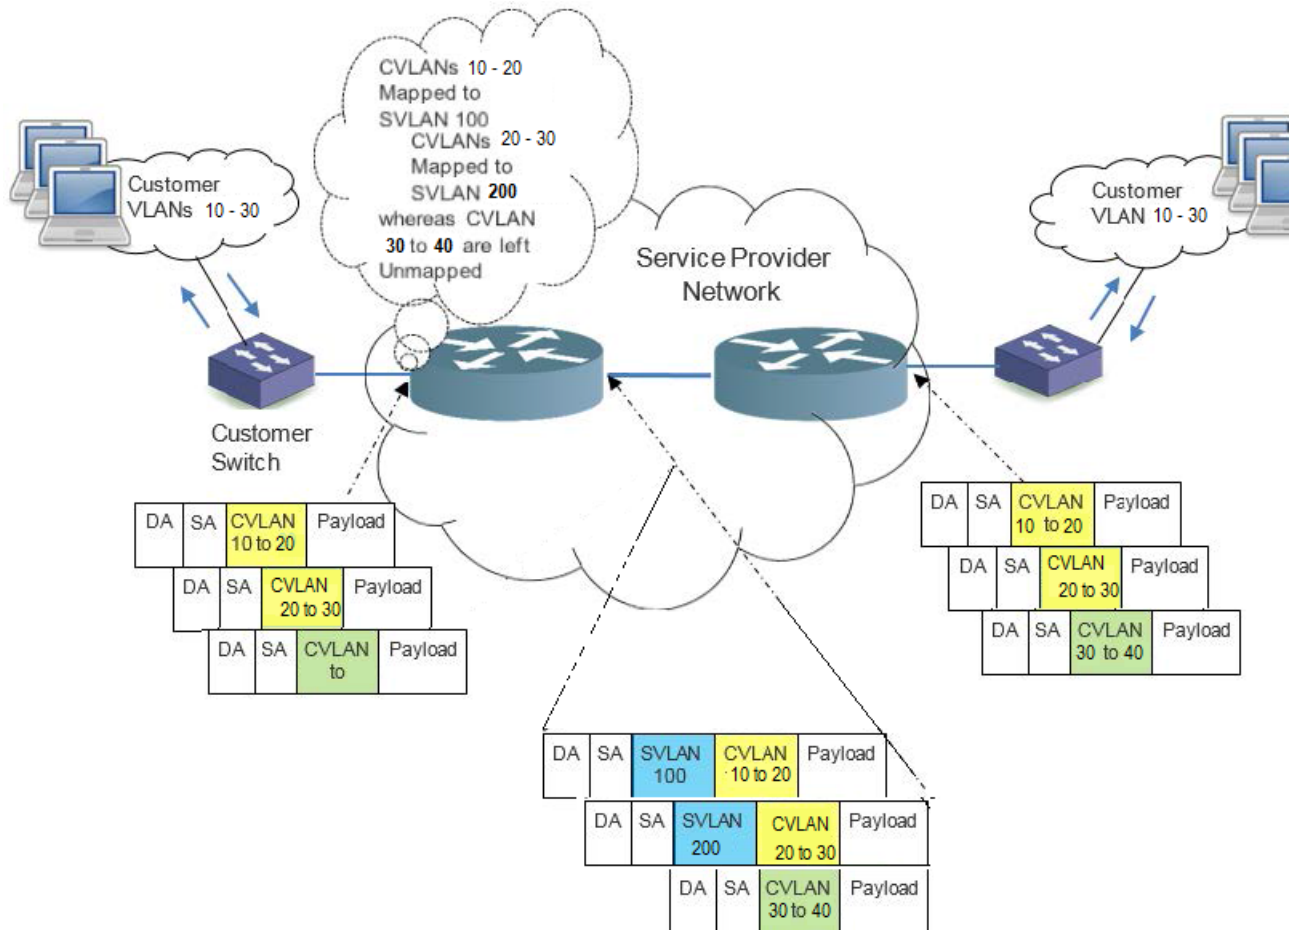 CVLANs 10 - 20
Mapped to
SVLAN 100
CVLANs 20 - 30
Mapped to
SVLAN 200
whereas CVLAN
30 to 40 are left
Unmapped
Customer
VLANs 10 - 30
Customer
VLAN 10 - 30
Service Provider
Network
Customer
Switch
DA SA CVLAN Payload
10 to 20
DA SA CVLAN Payload
20 to 30
DA SA CVLAN Payload
to
DA SA CVLAN Payload
10 to 20
DA SA CVLAN Payload
20 to 30
DA SA CVLAN Payload
30 to 40
DA SA SVLAN CVLAN Payload
100 10 to 20
DA SA SVLAN CVLAN Payload
200 20 to 30
DA SA CVLAN Payload
30 to 40